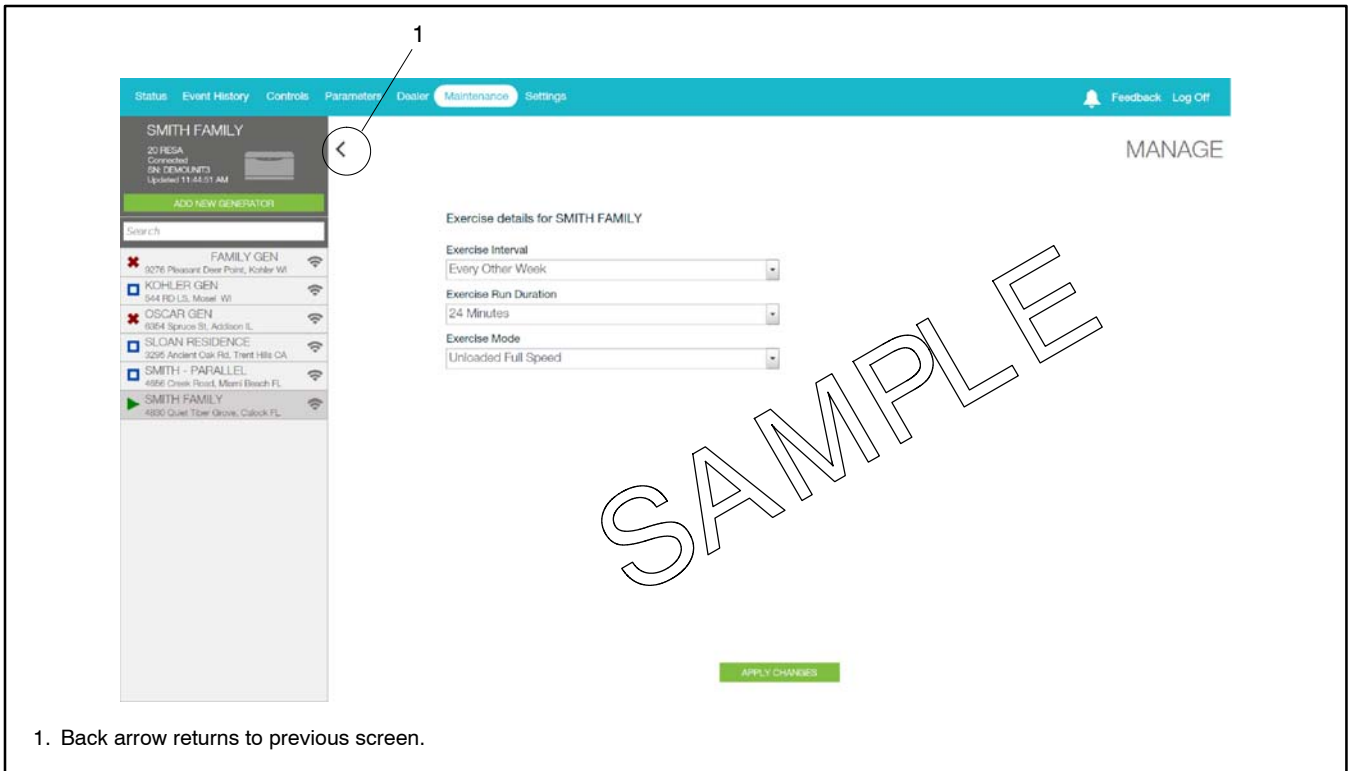 1
Status Event History Controls Parameters Dealer Maintenance Settings Feedback Log Off
SMITH FAMILY
20 RESA
Connected
SN: DEMOUNIT3
Updated 11:44:51 AM
MANAGE
ADD NEW GENERATOR
Search
FAMILY GEN
9276 Pleasant Deer Point, Kohler WI
KOHLER GEN
544 RD LS, Mosel WI
OSCAR GEN
6354 Spruce St, Addison IL
SLOAN RESIDENCE
3295 Ancient Oak Rd, Trent Hills CA
SMITH - PARALLEL
4656 Creek Road, Miami Beach FL
SMITH FAMILY
4830 Quiet Tiber Grove, FL
Exercise details for SMITH FAMILY
Exercise Interval
Every Other Week
Exercise Run Duration
24 Minutes
Exercise Mode
Unloaded Full Speed
SAMPLE
APPLY CHANGES
1. Back arrow returns to previous screen.